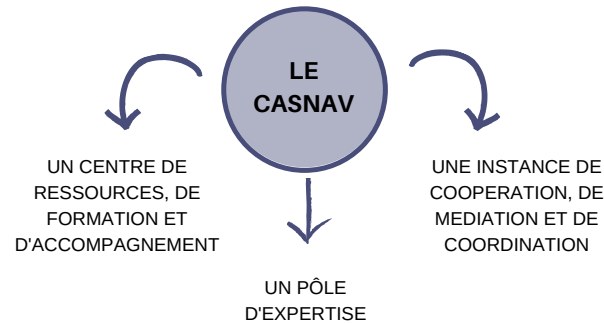 LE
CASNAV
UN CENTRE DE
RESSOURCES, DE
FORMATION ET
D'ACCOMPAGNEMENT
UN PÔLE
D'EXPERTISE
UNE INSTANCE DE
COOPERATION, DE
MEDIATION ET DE
COORDINATION